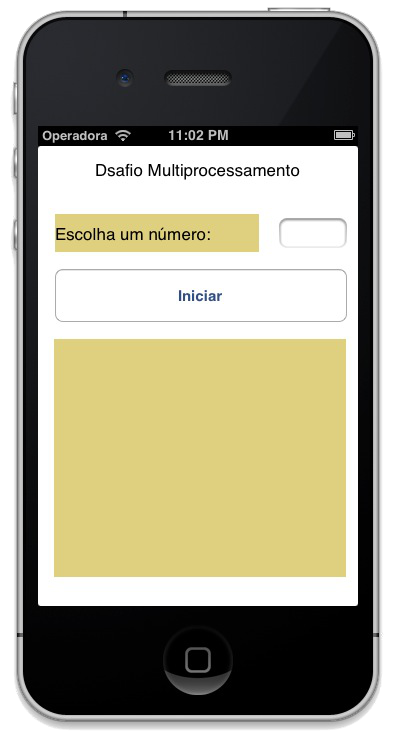 Operadora 11:02 PM
Dsafio Multiprocessamento
Escolha um número:
Iniciar